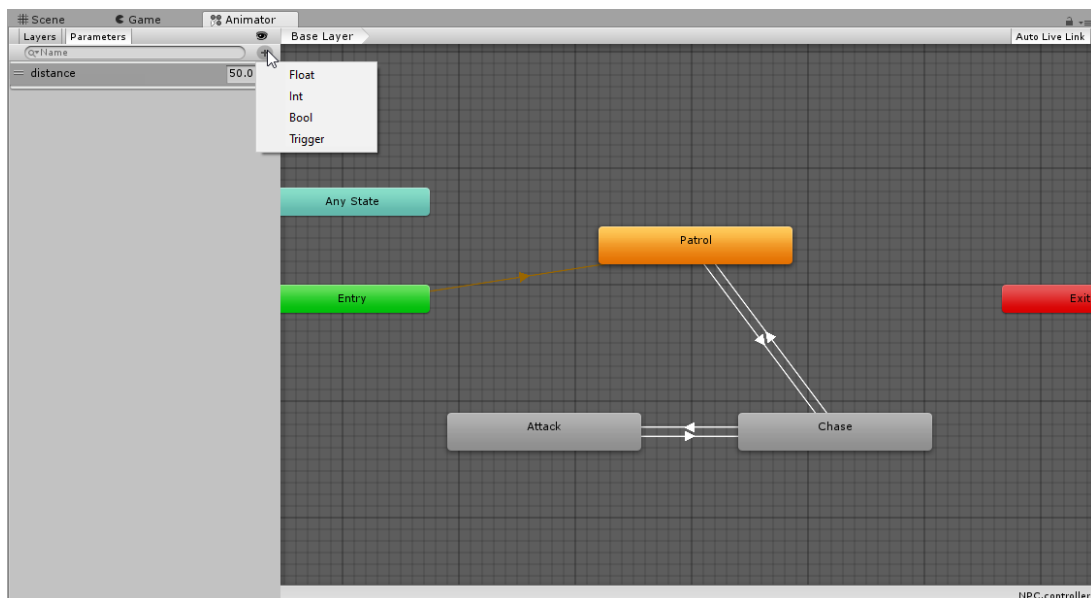 Scene Game Animator
Layers Parameters Base Layer Auto Live Link
Name
distance 50.0
Float
Int
Bool
Trigger
Any State
Patrol
Entry
Exit
Attack
Chase
NPC.controller